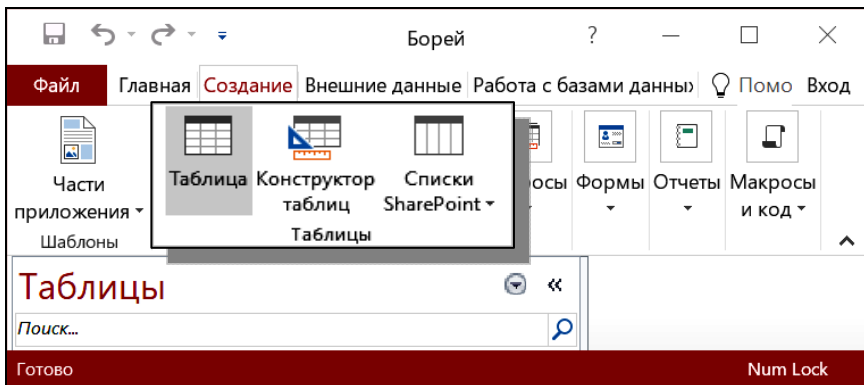 Борей
?
Файл Главная Создание Внешние данные Работа с базами данных Помо Вход
Таблица Конструктор таблиц Списки SharePoint
Таблицы
Части приложения
осы Формы Отчеты Макросы и код
Шаблоны
Таблицы
Поиск...
Готово Num Lock